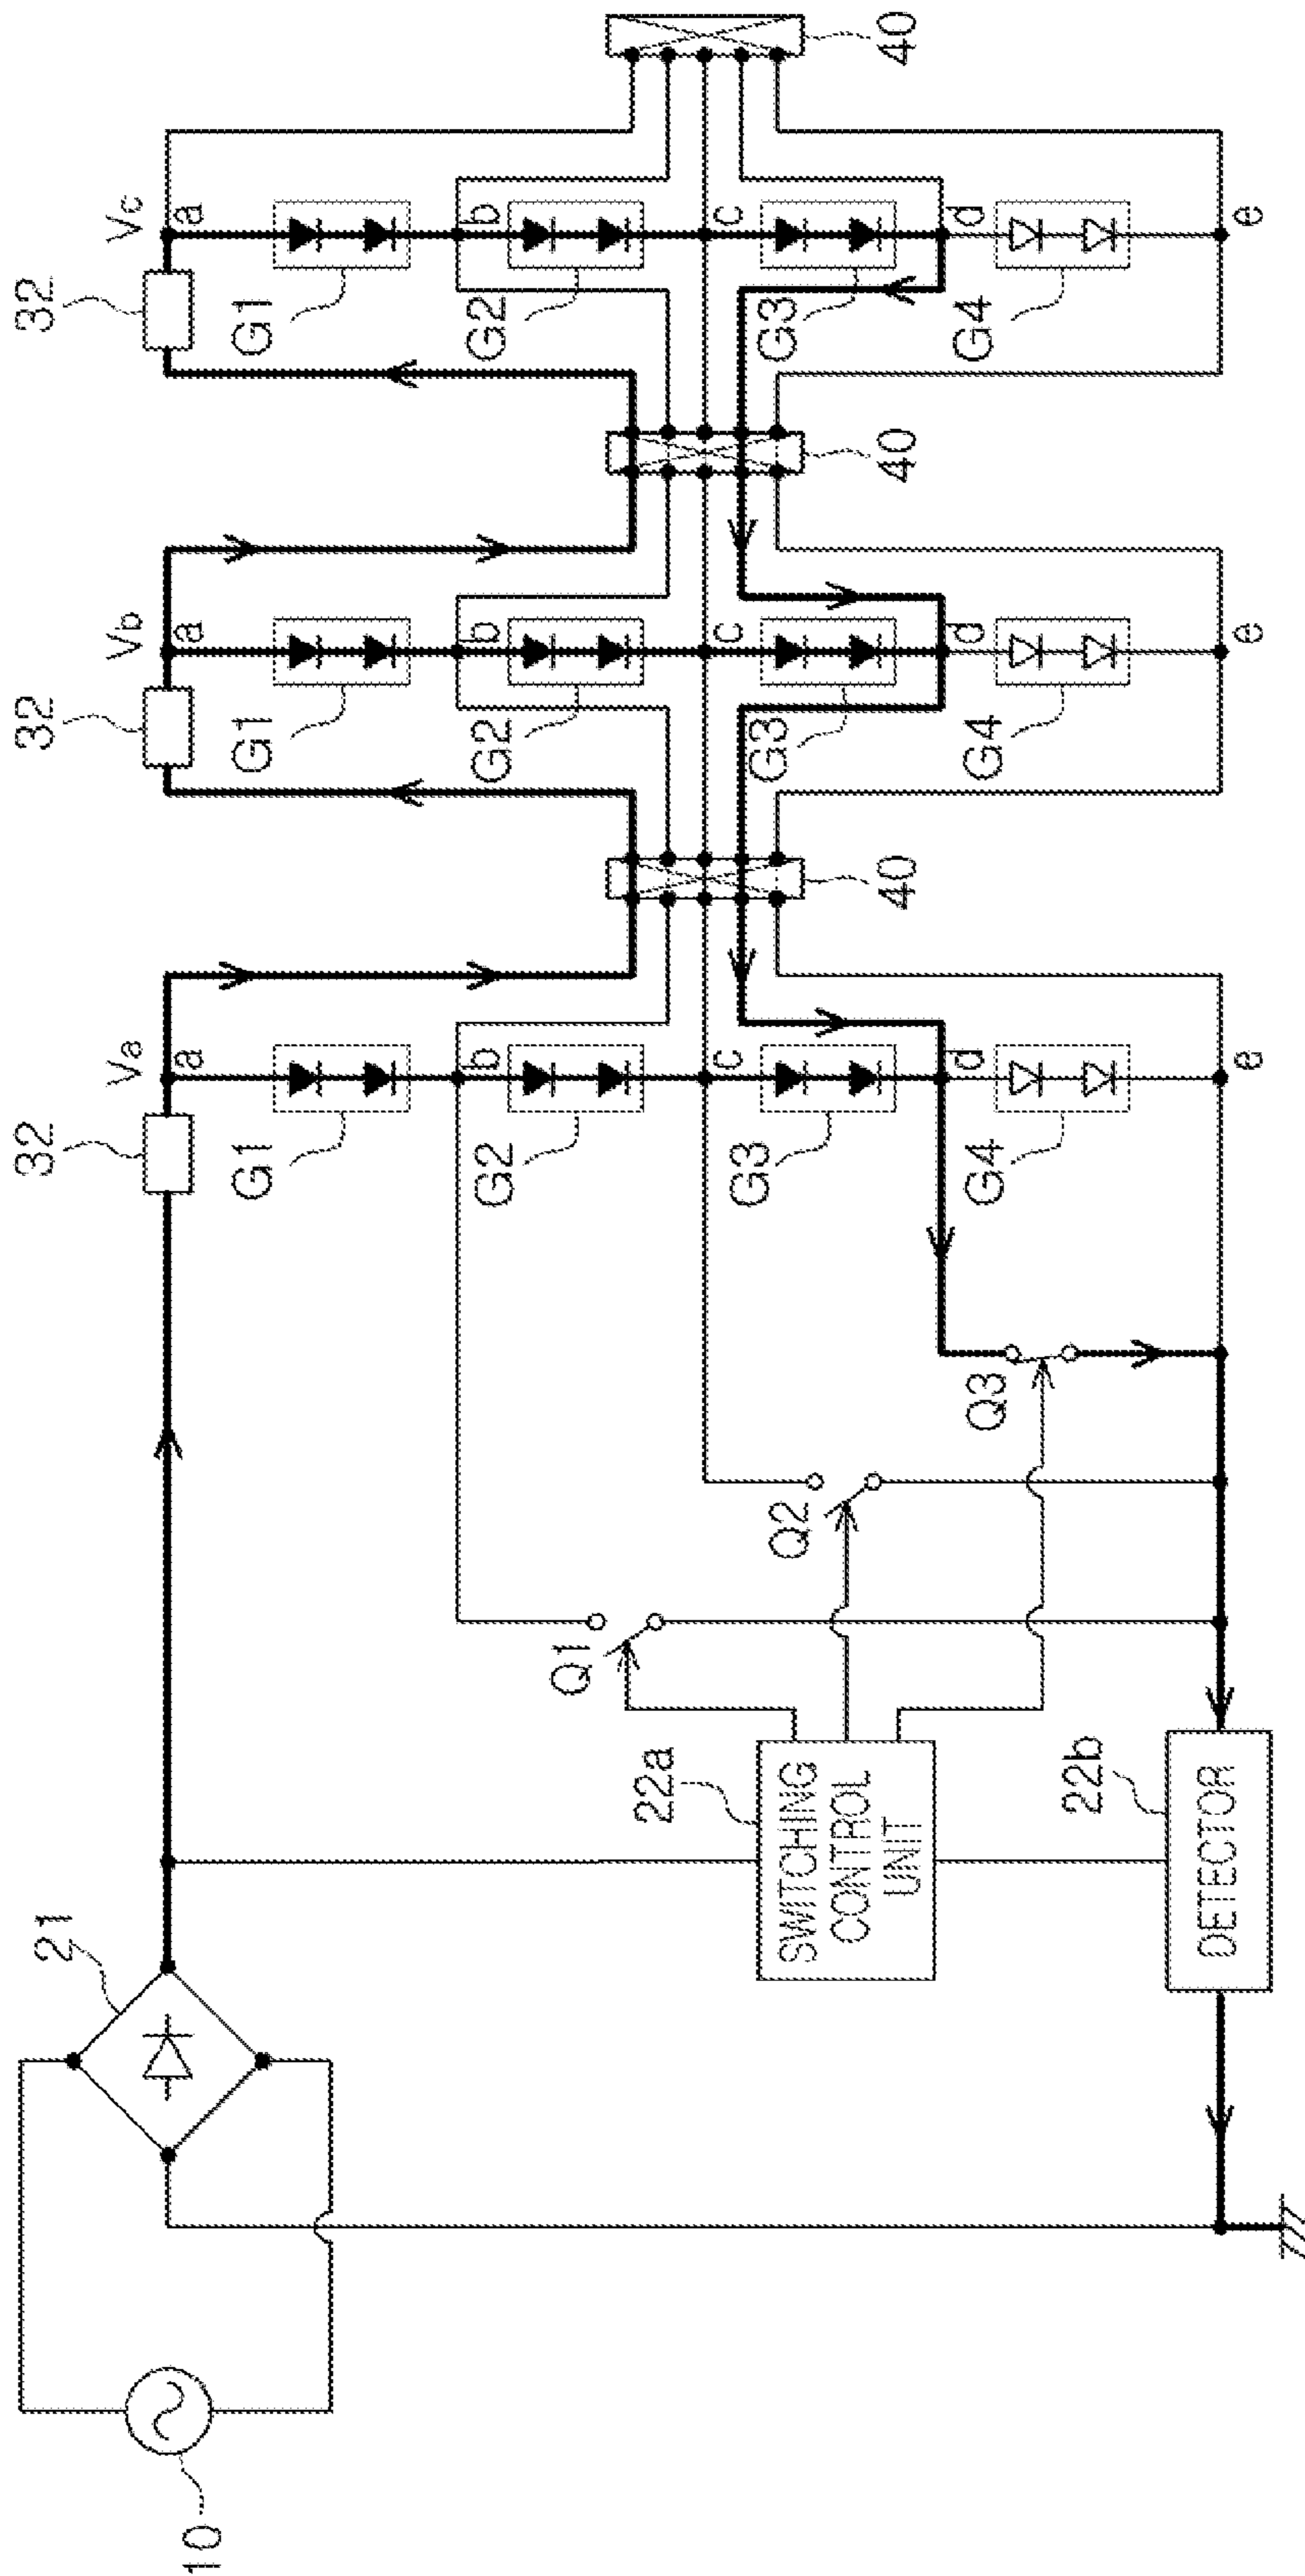 10
21
32
Va
a
32
Vb
a
32
Vc
a
G1
G1
G1
b
b
b
G2
G2
G2
Q1
40
40
40
22a
SWITCHING
CONTROL
UNIT
Q2
c
c
c
G3
G3
G3
Q3
d
d
d
G4
G4
G4
22b
DETECTOR
e
e
e